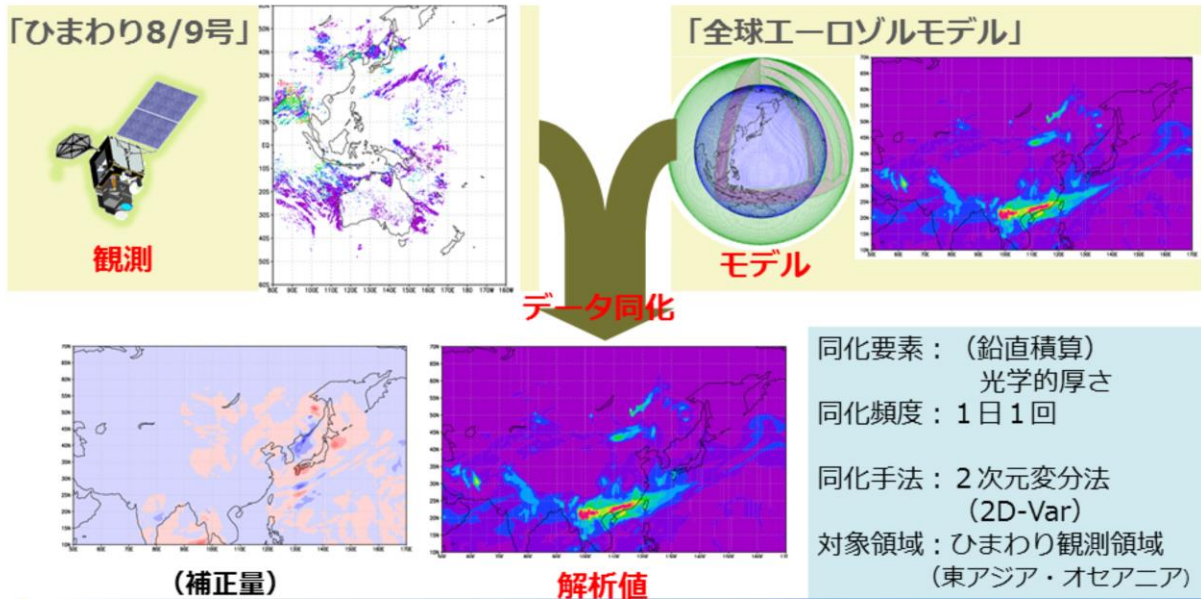 「ひまわり8/9号」
「全球エーロゾルモデル」
観測
モデル
データ同化
(補正量)
解析値
同化要素:(鉛直積算)
光学的厚さ
同化頻度:1日1回
同化手法:2次元変分法
(2D-Var)
対象領域:ひまわり観測領域
(東アジア・オセアニア)